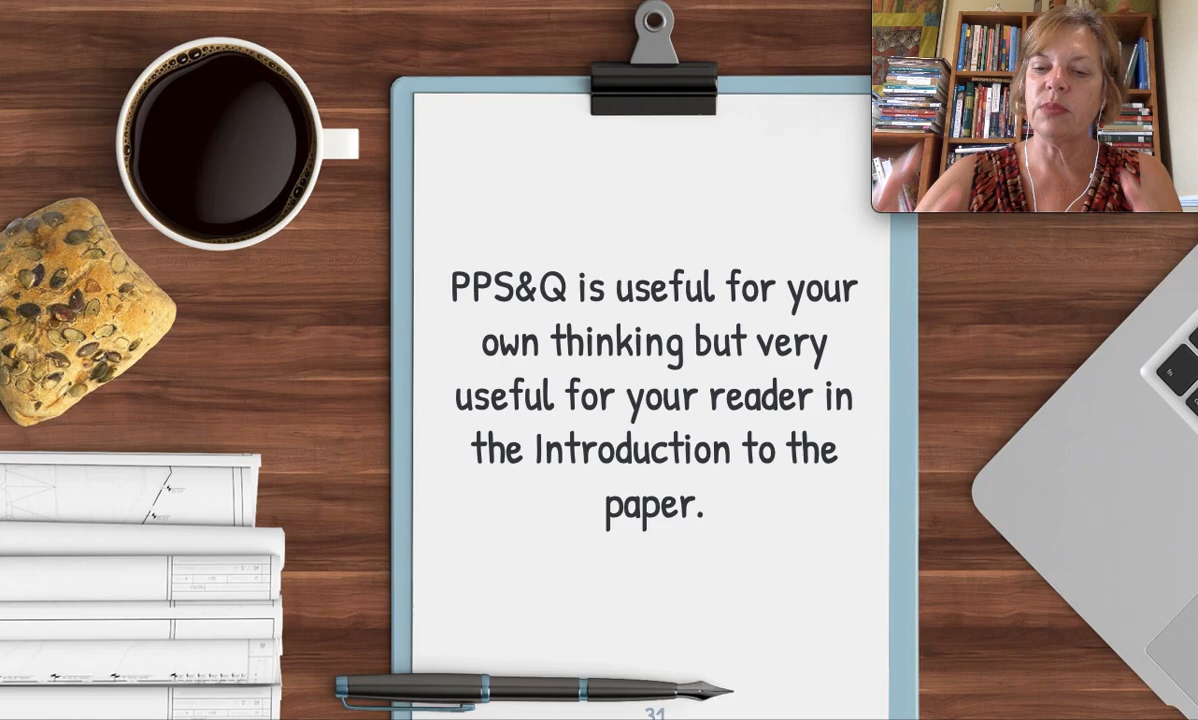 PPS&Q is useful for your
own thinking but very
useful for your reader in
the Introduction to the
paper.
31
fn